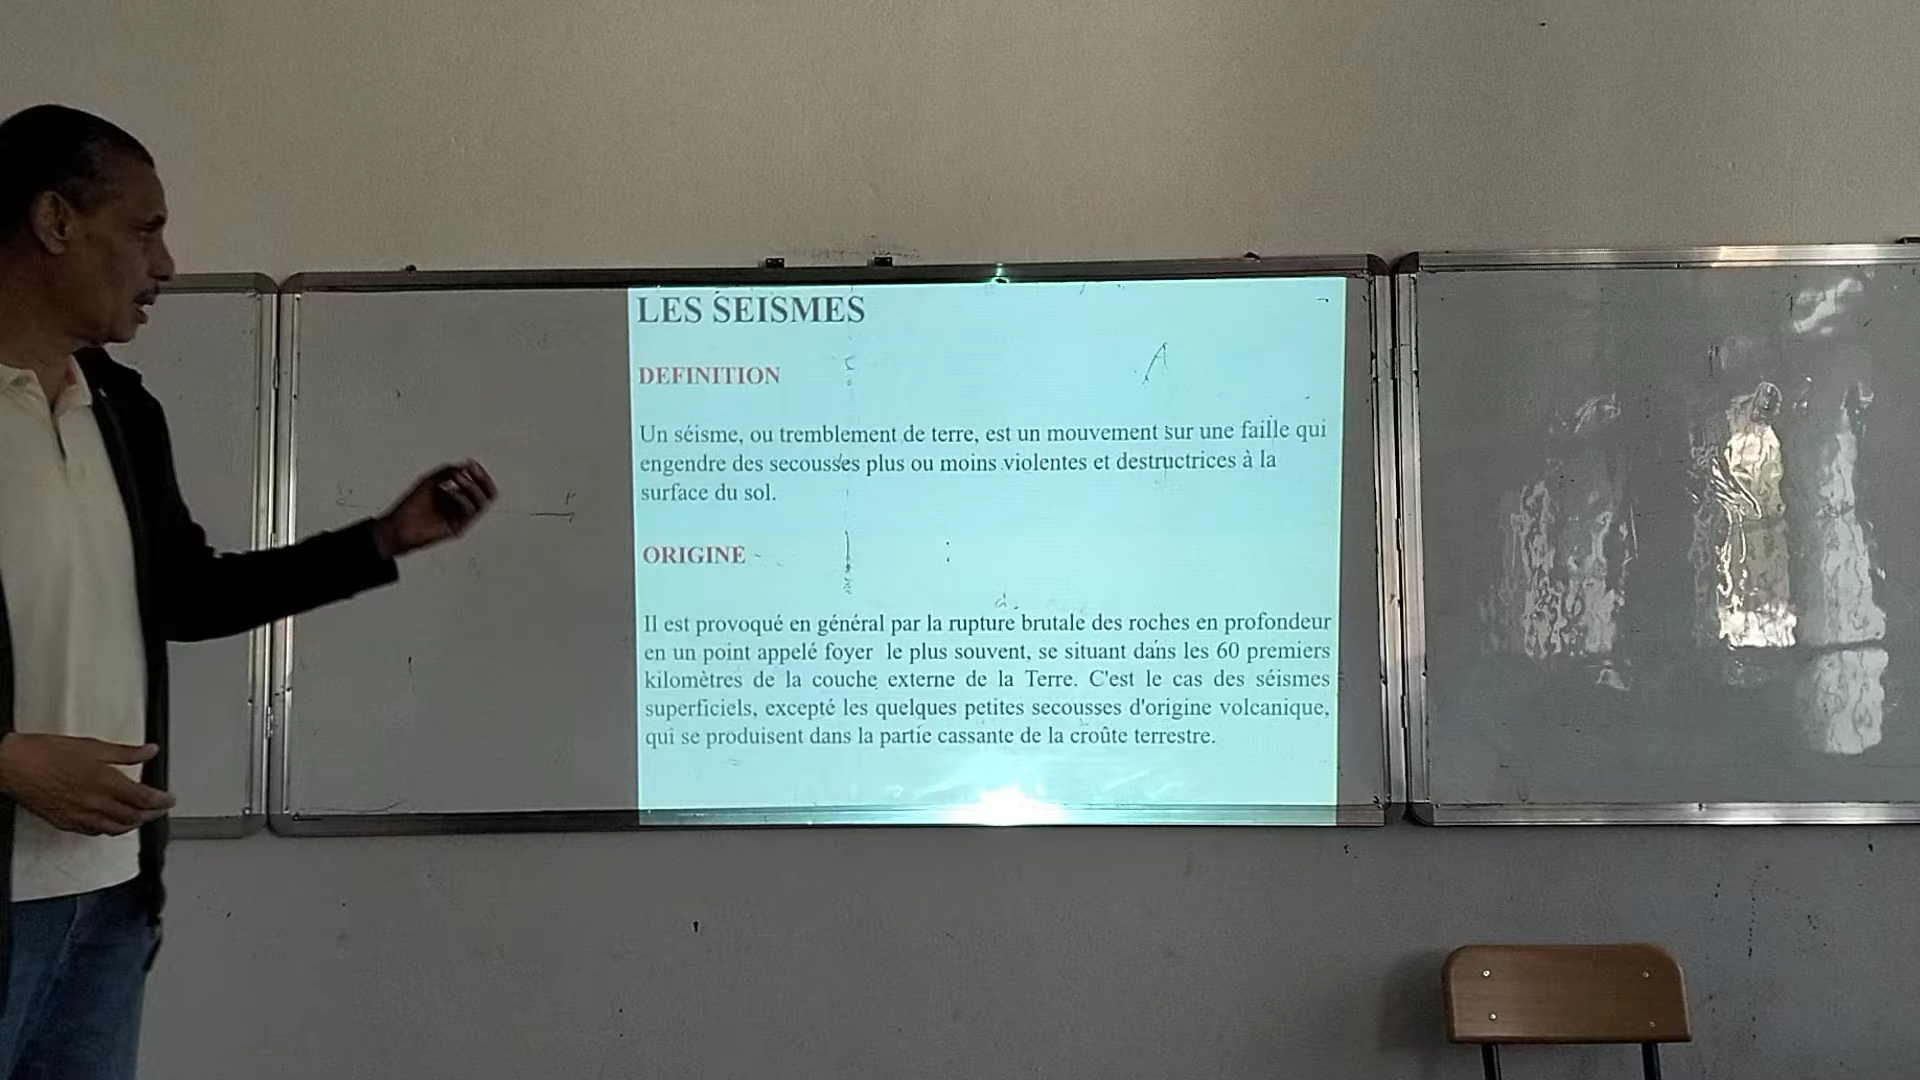 LES SEISMES
DEFINITION
Un séisme, ou tremblement de terre, est un mouvement sur une faille qui
engendre des secousses plus ou moins violentes et destructrices à la
surface du sol.
ORIGINE
Il est provoqué en général par la rupture brutale des roches en profondeur
en un point appelé foyer le plus souvent, se situant dans les 60 premiers
kilomètres de la couche externe de la Terre. C'est le cas des séismes
superficiels, excepté les quelques petites secousses d'origine volcanique,
qui se produisent dans la partie cassante de la croûte terrestre.